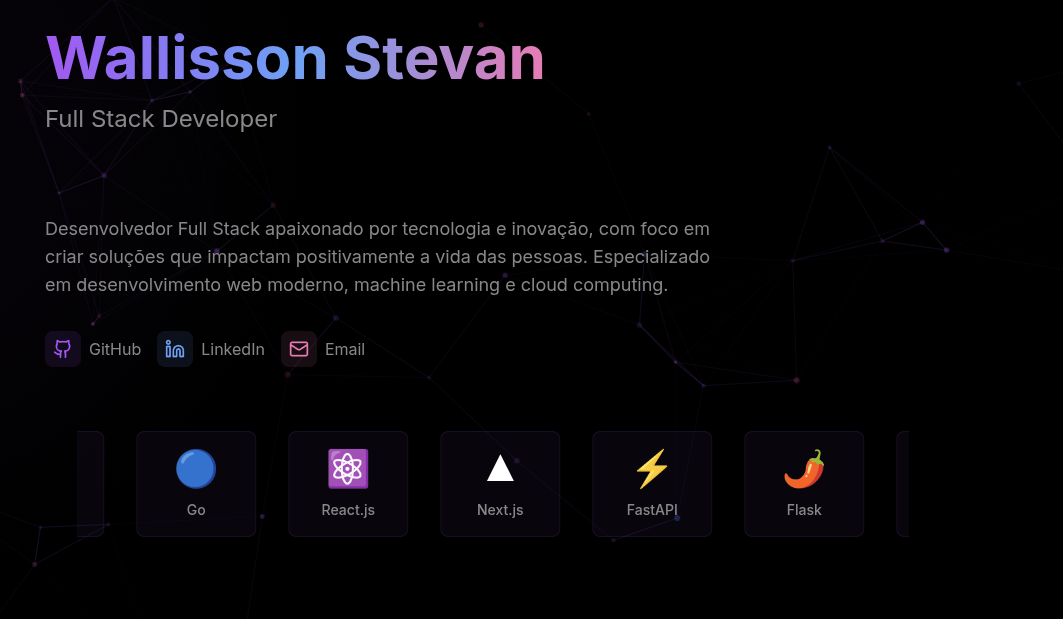 Wallisson Stevan
Full Stack Developer
Desenvolvedor Full Stack apaixonado por tecnologia e inovação, com foco em
criar soluções que impactam positivamente a vida das pessoas. Especializado
em desenvolvimento web moderno, machine learning e cloud computing.
GitHub LinkedIn Email
Go React.js Next.js FastAPI Flask